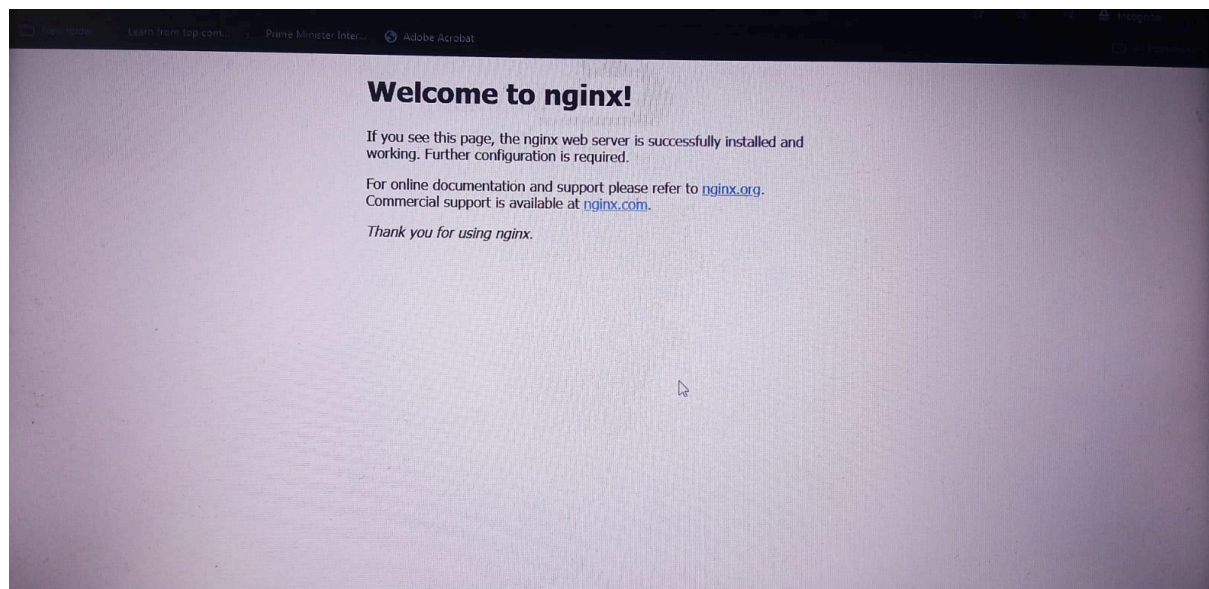 Incognito
Learn from top com... Prime Minister Inter... Adobe Acrobat
Welcome to nginx!
If you see this page, the nginx web server is successfully installed and
working. Further configuration is required.
For online documentation and support please refer to nginx.org.
Commercial support is available at nginx.com.
Thank you for using nginx.